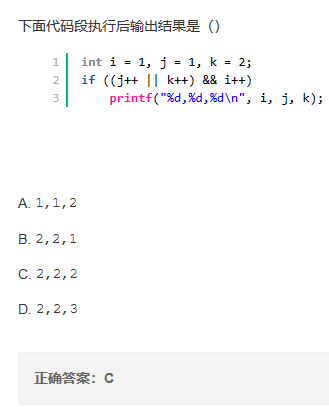 下面代码段执行后输出结果是（）
1 int i = 1, j = 1, k = 2;
2 if ((j++ || k++) && i++)
3     printf("%d,%d,%d\n", i, j, k);
A. 1,1,2
B. 2,2,1
C. 2,2,2
D. 2,2,3
正确答案：C